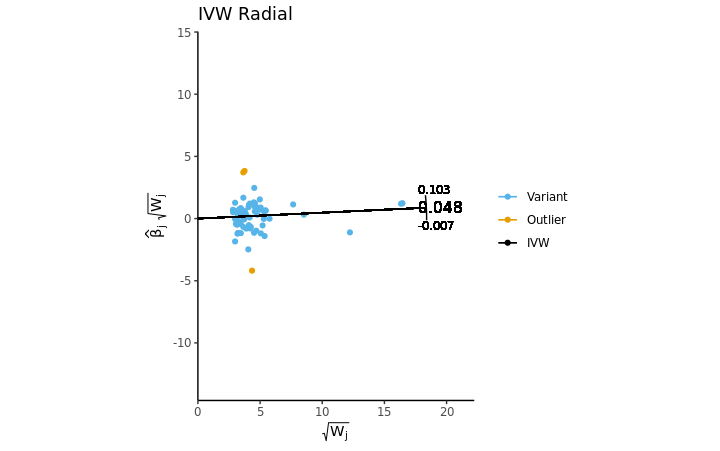 IVW Radial
15
10
5
0
-5
-10
0 5 10 15 20
β̂j √Wj
√Wj
0.103
0.048
-0.007
Variant
Outlier
IVW